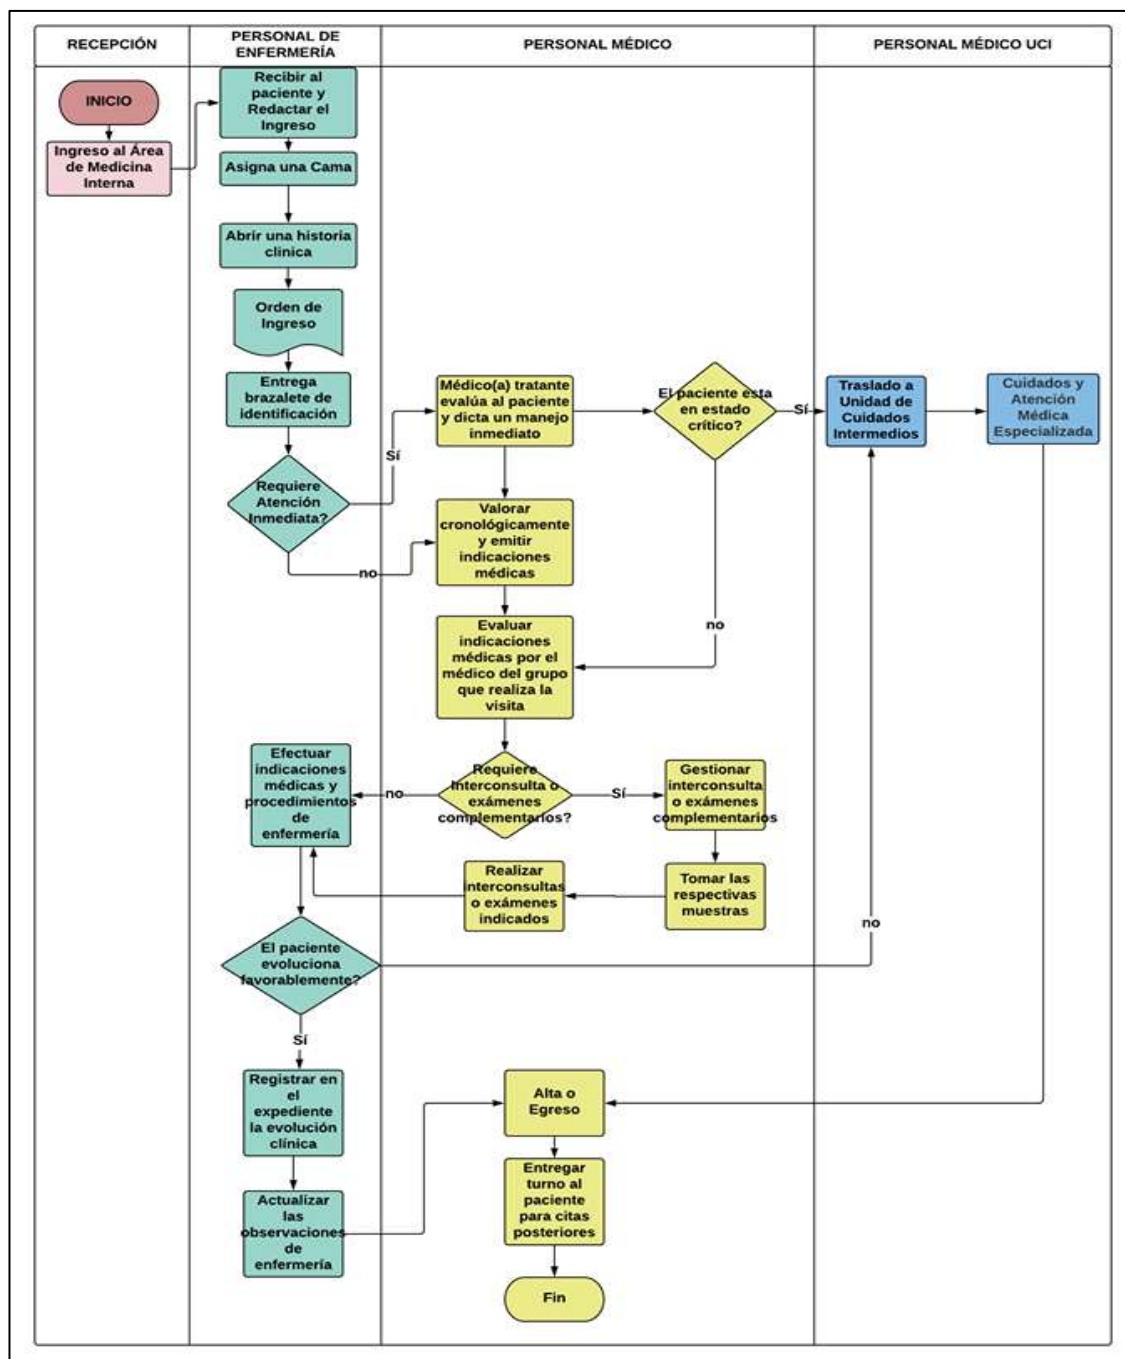 RECEPCIÓN
PERSONAL DE
ENFERMERÍA
PERSONAL MÉDICO
PERSONAL MÉDICO UCI
INICIO
Ingreso al Área
de Medicina
Interna
Recibir al
paciente y
Redactar el
Ingreso
Asigna una Cama
Abrir una historia
clinica
Orden de
Ingreso
Entrega
brazalete de
identificación
Requiere
Atención
Inmediata?
Sí
no
Médico(a) tratante
evalúa al paciente
y dicta un manejo
inmediato
El paciente esta
en estado
crítico?
Sí
no
Traslado a
Unidad de
Cuidados
Intermedios
Cuidados y
Atención
Médica
Especializada
Valorar
cronológicamente
y emitir
indicaciones
médicas
Evaluar
indicaciones
médicas por el
médico del grupo
que realiza la
visita
Requiere
Interconsulta o
exámenes
complementarios?
no
Sí
Gestionar
interconsulta
o exámenes
complementarios
Tomar las
respectivas
muestras
Realizar
interconsultas
o exámenes
indicados
Efectuar
indicaciones
médicas y
procedimientos
de
enfermería
El paciente
evoluciona
favorablemente?
no
Sí
Registrar en
el
expediente
la evolución
clínica
Actualizar
las
observaciones
de
enfermería
Alta o
Egreso
Entregar
turno al
paciente
para citas
posteriores
Fin